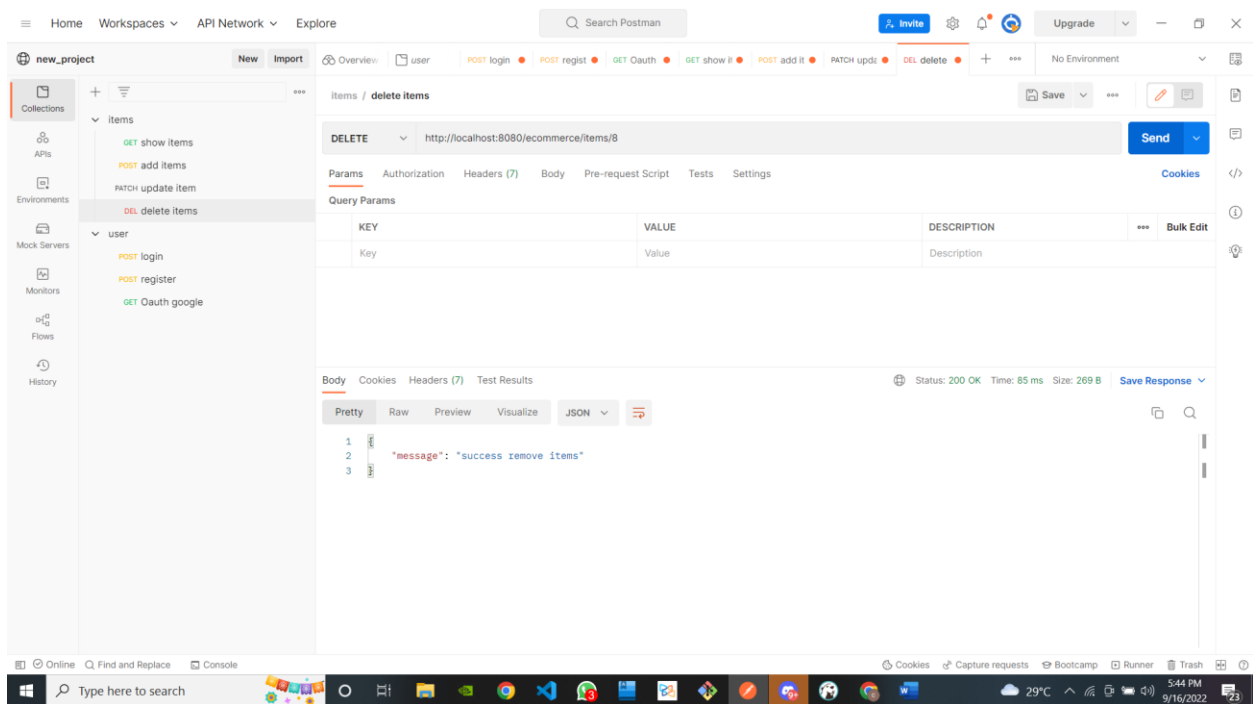 Home Workspaces API Network Explore Search Postman Invite Upgrade
new_project New Import Overview user POST login POST regist GET Oauth GET show it POST add it PATCH upda DEL delete No Environment
Collections
items / delete items Save
items
GET show items
DELETE http://localhost:8080/ecommerce/items/8 Send
APIs
POST add items
Params Authorization Headers (7) Body Pre-request Script Tests Settings Cookies
Environments
PATCH update item
Query Params
DEL delete items
KEY VALUE DESCRIPTION Bulk Edit
Mock Servers
user
Key Value Description
POST login
Monitors
POST register
GET Oauth google
Flows
History
Body Cookies Headers (7) Test Results Status: 200 OK Time: 85 ms Size: 269 B Save Response
Pretty Raw Preview Visualize JSON
1 {
2 "message": "success remove items"
3 }
Online Find and Replace Console Cookies Capture requests Bootcamp Runner Trash
Type here to search 29°C 5:44 PM
9/16/2022 23